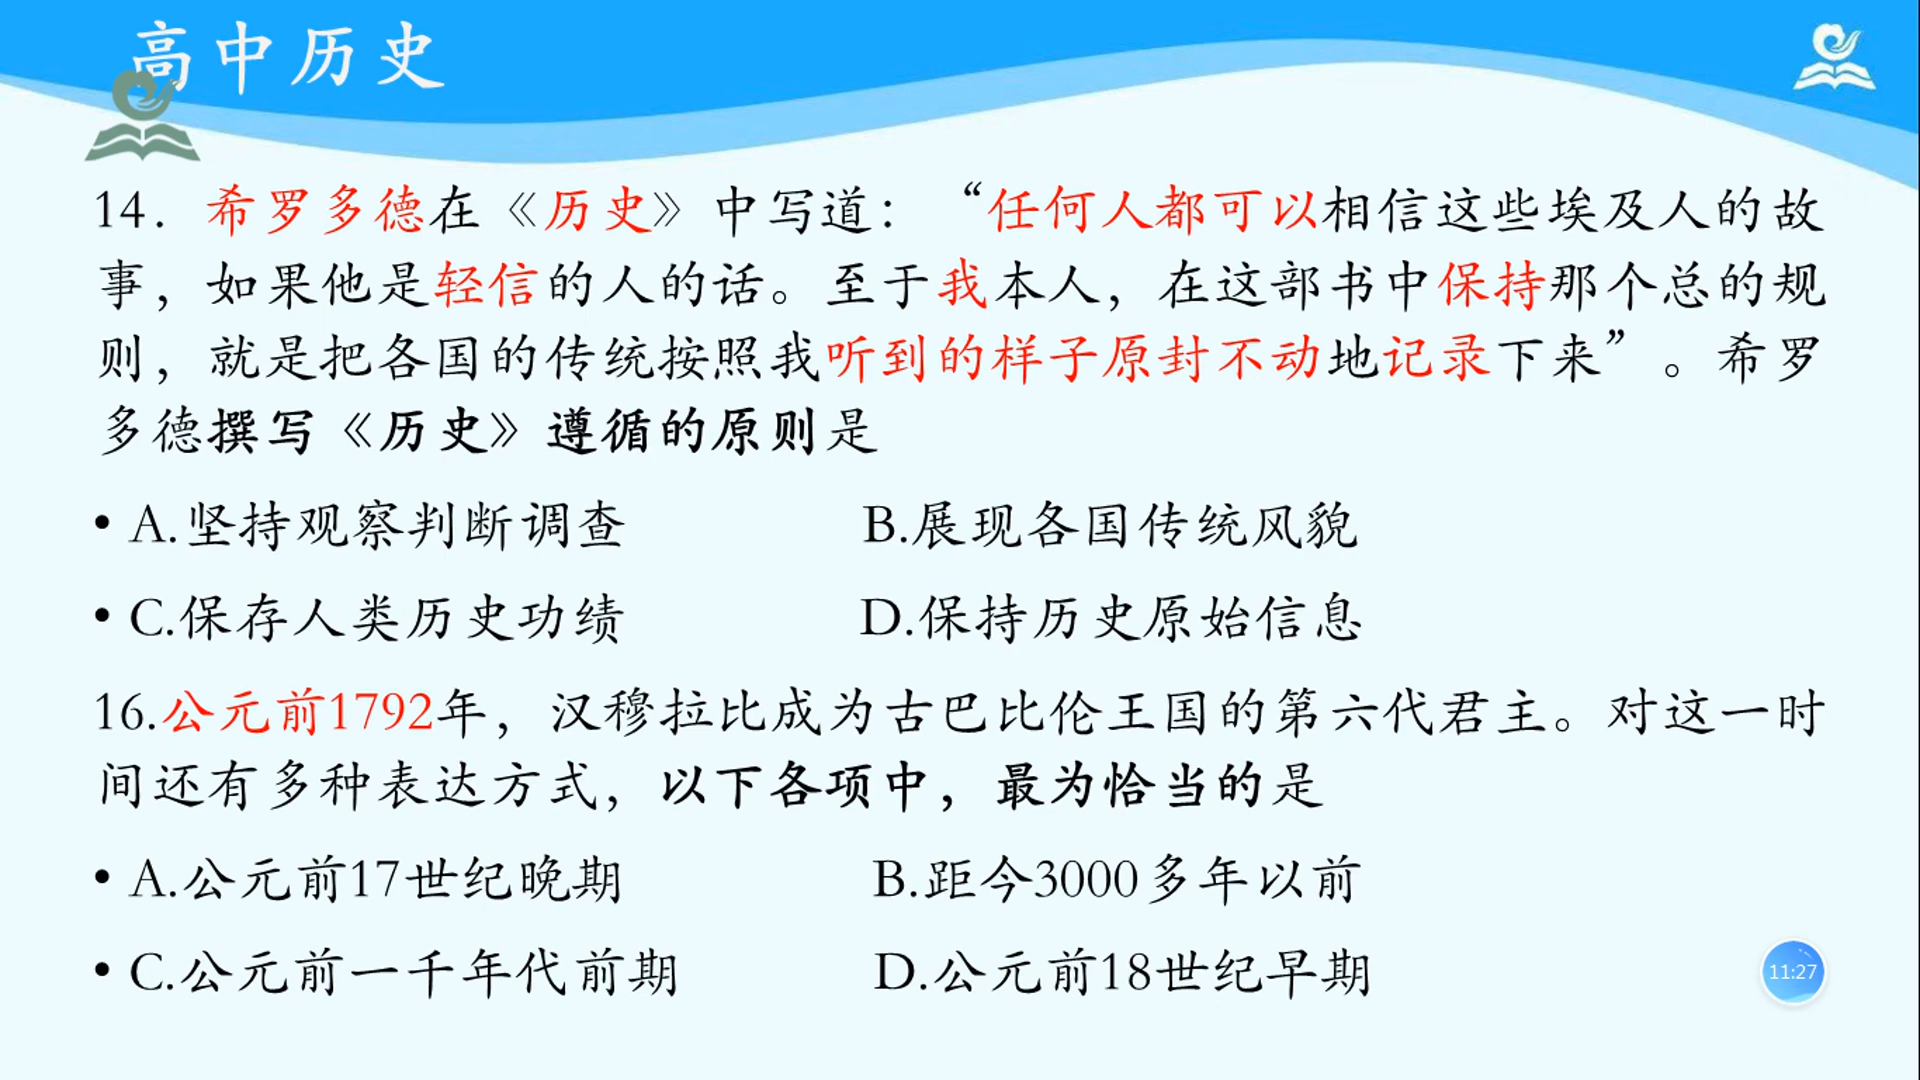 高中历史
14. 希罗多德在《历史》中写道：“任何人都可以相信这些埃及人的故
事，如果他是轻信的人的话。至于我本人，在这部书中保持那个总的规
则，就是把各国的传统按照我听到的样子原封不动地记录下来”。希罗
多德撰写《历史》遵循的原则是
• A.坚持观察判断调查 B.展现各国传统风貌
• C.保存人类历史功绩 D.保持历史原始信息
16.公元前1792年，汉穆拉比成为古巴比伦王国的第六代君主。对这一时
间还有多种表达方式，以下各项中，最为恰当的是
• A.公元前17世纪晚期 B.距今3000多年以前
• C.公元前一千年代前期 D.公元前18世纪早期
11:27